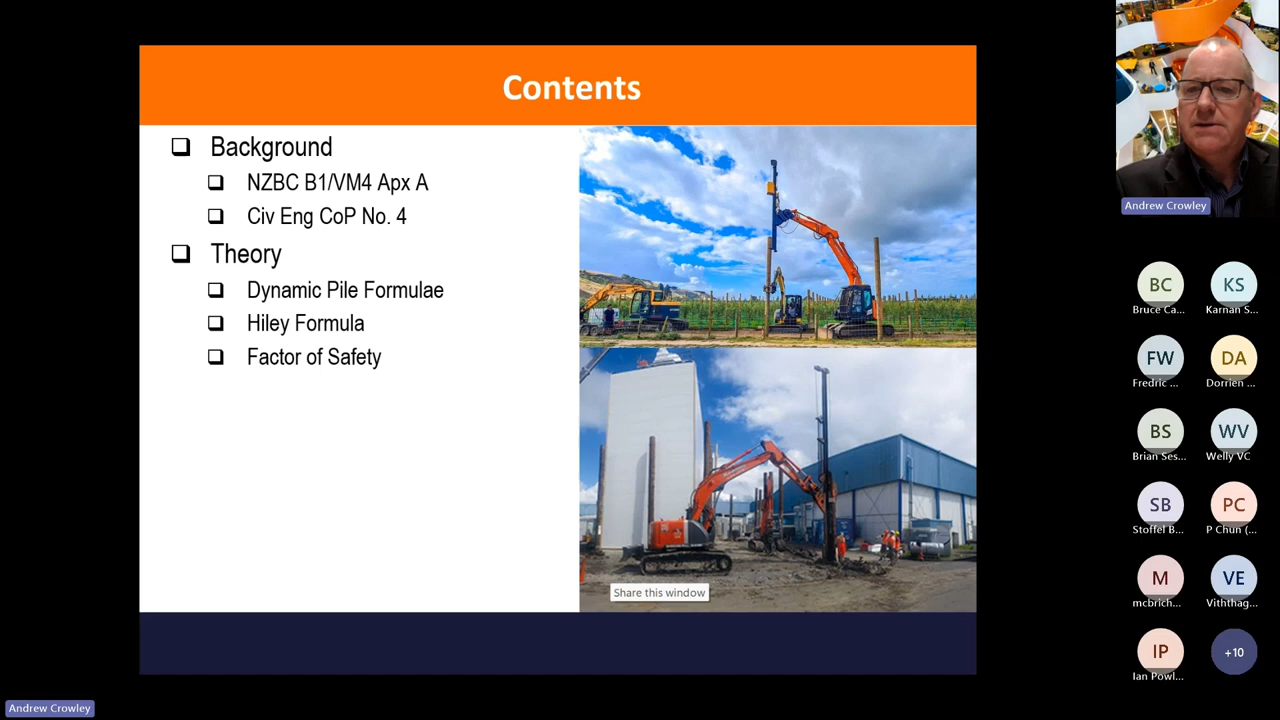 Contents
Background
NZBC B1/VM4 Apx A
Civ Eng CoP No. 4
Theory
Dynamic Pile Formulae
Hiley Formula
Factor of Safety
Share this window
Andrew Crowley
BC
KS
Bruce Ca...
Karnan S...
FW
DA
Fredric ...
Dorrien ...
BS
WV
Brian Ses...
Welly VC
SB
PC
Stoffel B...
P Chun (...
M
VE
mcbrich...
Viththag...
IP
+10
Ian Powl...
Andrew Crowley